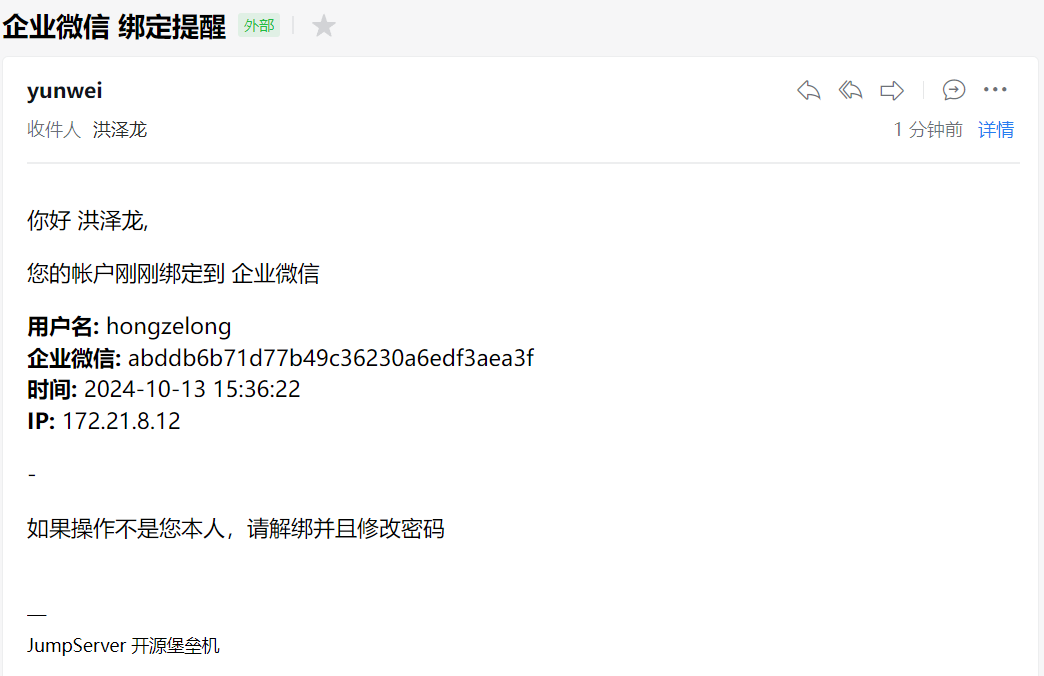 企业微信 绑定提醒 外部
yunwei
收件人 洪泽龙 1 分钟前 详情
你好 洪泽龙,
您的帐户刚刚绑定到 企业微信
用户名: hongzelong
企业微信: abddb6b71d77b49c36230a6edf3aea3f
时间: 2024-10-13 15:36:22
IP: 172.21.8.12
-
如果操作不是您本人，请解绑并且修改密码
—
JumpServer 开源堡垒机